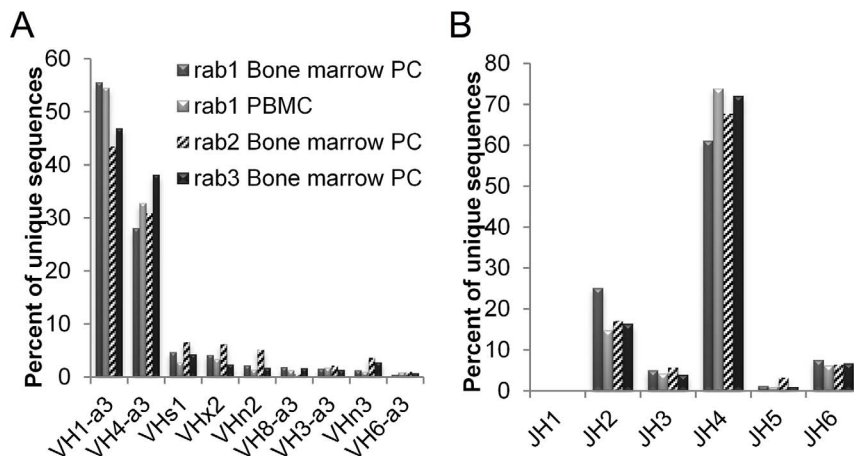 A
Percent of unique sequences
60
50
40
30
20
10
0
rab1 Bone marrow PC
rab1 PBMC
rab2 Bone marrow PC
rab3 Bone marrow PC
VH1-a3
VH4-a3
VHs1
VHx2
VHn2
VH8-a3
VH3-a3
VHn3
VH6-a3
B
Percent of unique sequences
80
70
60
50
40
30
20
10
0
JH1
JH2
JH3
JH4
JH5
JH6